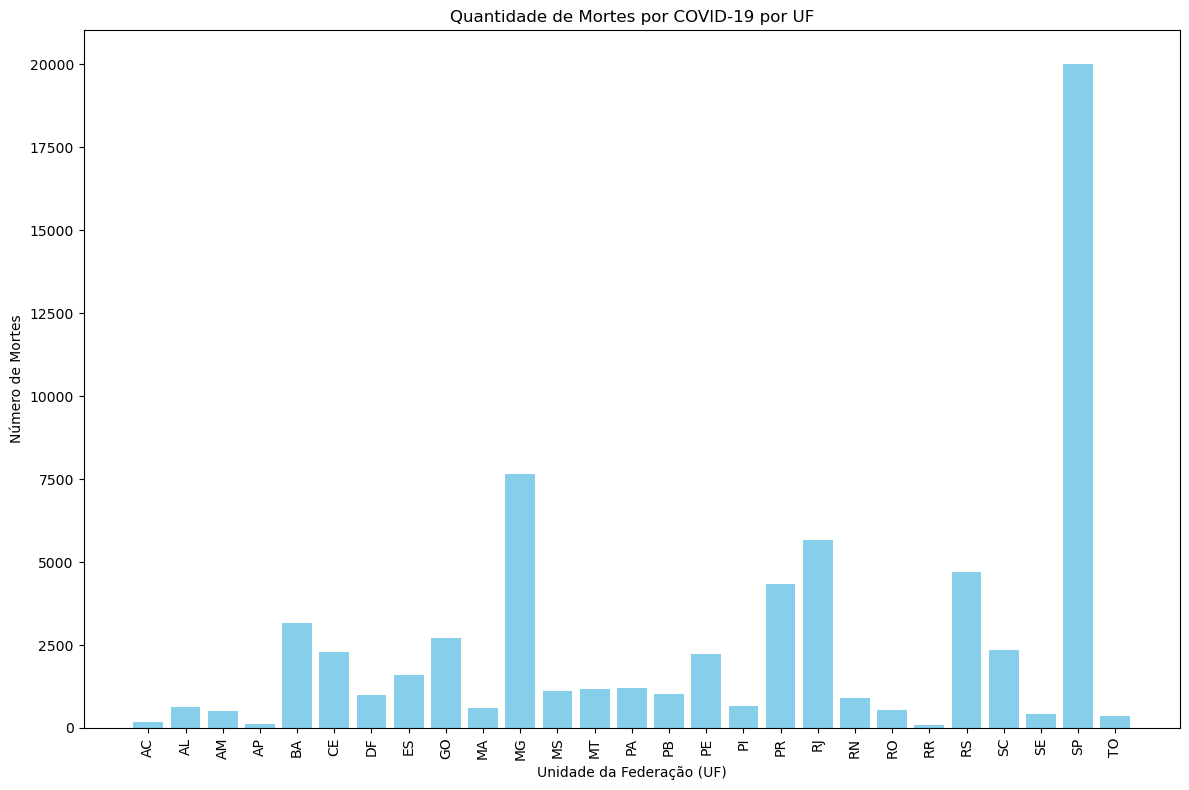 Quantidade de Mortes por COVID-19 por UF
Número de Mortes
20000
17500
15000
12500
10000
7500
5000
2500
0
AC AL AM AP BA CE DF ES GO MA MG MS MT PA PB PE PI PR RJ RN RO RR RS SC SE SP TO
Unidade da Federação (UF)